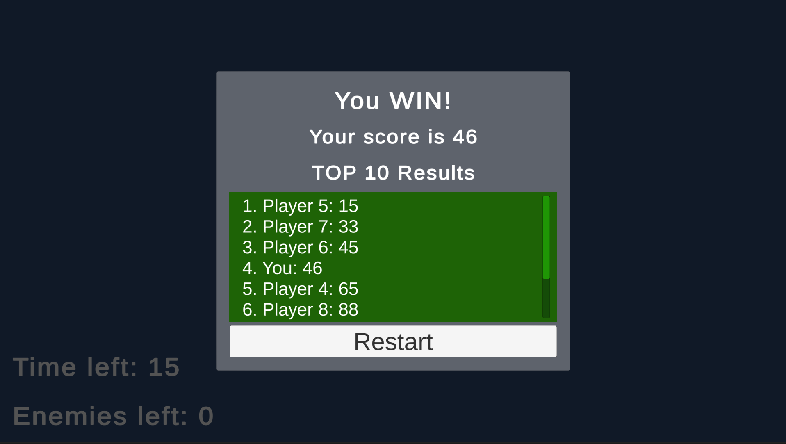 You WIN!
Your score is 46
TOP 10 Results
1. Player 5: 15
2. Player 7: 33
3. Player 6: 45
4. You: 46
5. Player 4: 65
6. Player 8: 88
Restart
Time left: 15
Enemies left: 0